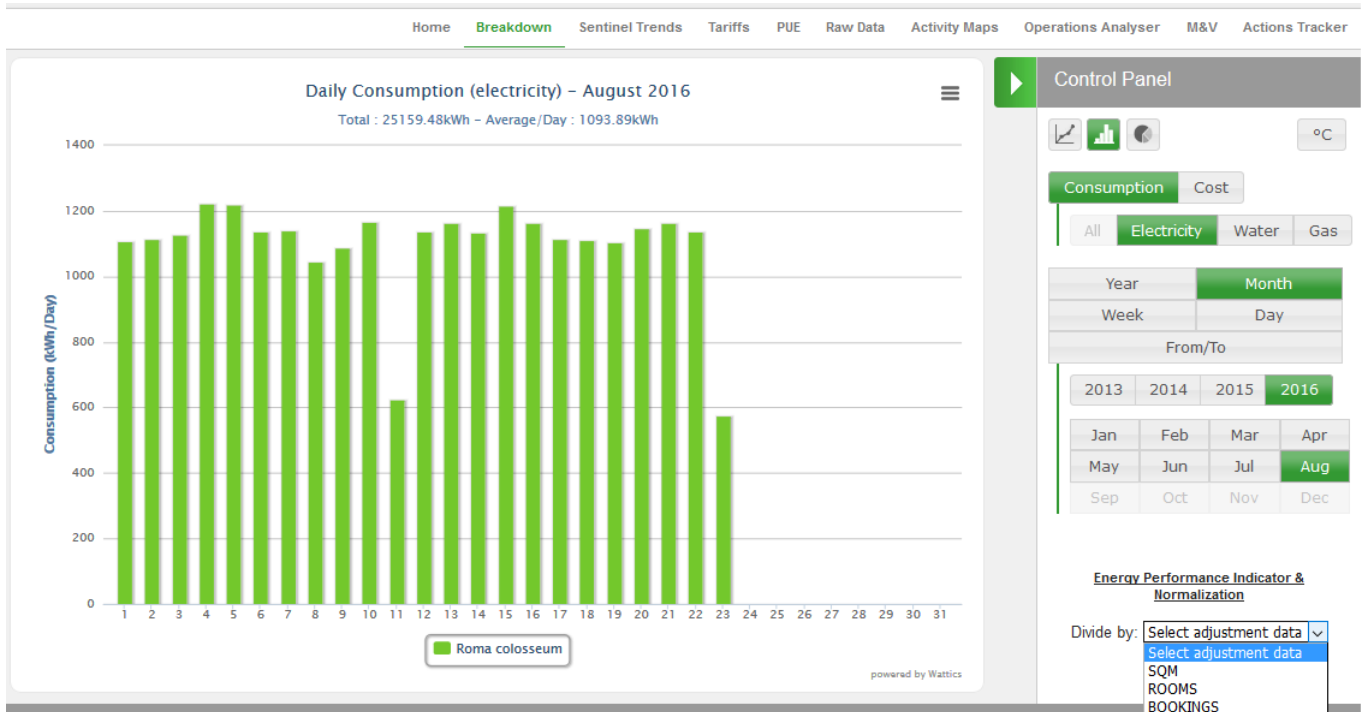 Home Breakdown Sentinel Trends Tariffs PUE Raw Data Activity Maps Operations Analyser M&V Actions Tracker
Daily Consumption (electricity) – August 2016
Total : 25159.48kWh – Average/Day : 1093.89kWh
Consumption (kWh/Day)
1400
1200
1000
800
600
400
200
0
1 2 3 4 5 6 7 8 9 10 11 12 13 14 15 16 17 18 19 20 21 22 23 24 25 26 27 28 29 30 31
Roma colosseum
powered by Wattics
Control Panel
°C
Consumption Cost
All Electricity Water Gas
Year Month
Week Day
From/To
2013 2014 2015 2016
Jan Feb Mar Apr
May Jun Jul Aug
Sep Oct Nov Dec
Energy Performance Indicator &
Normalization
Divide by: Select adjustment data
Select adjustment data
SQM
ROOMS
BOOKINGS